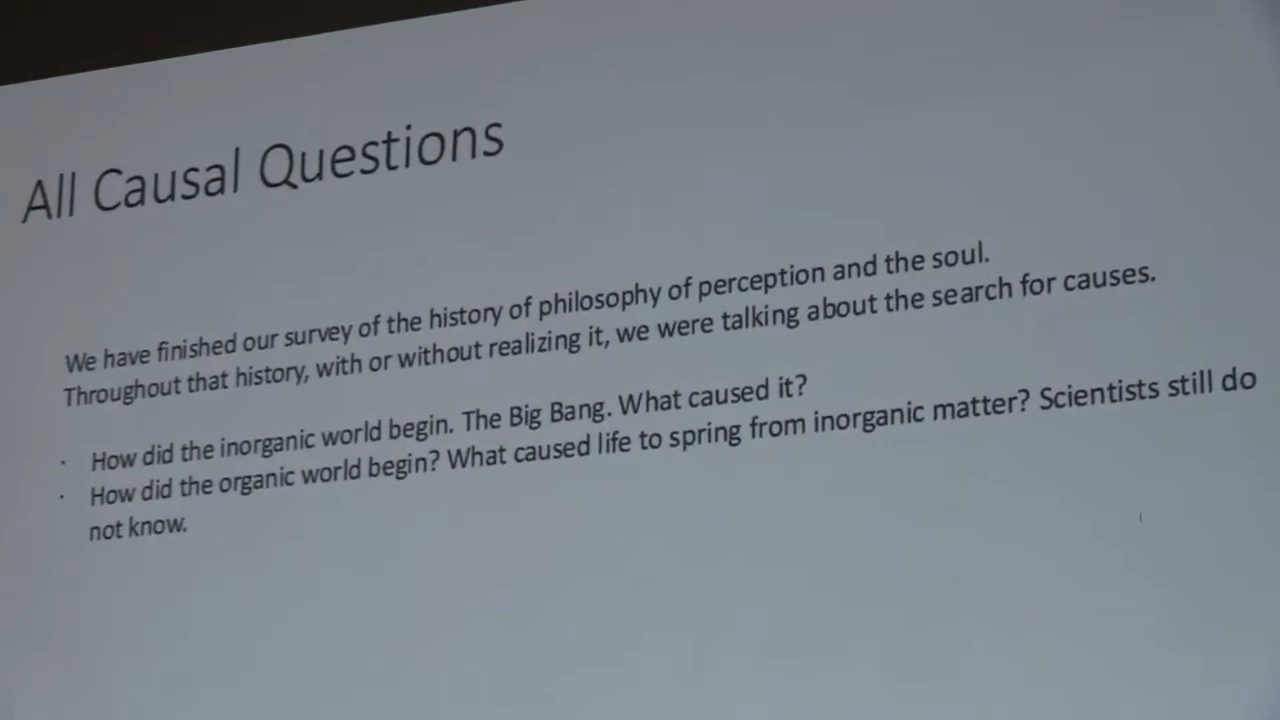 All Causal Questions
We have finished our survey of the history of philosophy of perception and the soul.
Throughout that history, with or without realizing it, we were talking about the search for causes.
· How did the inorganic world begin. The Big Bang. What caused it?
· How did the organic world begin? What caused life to spring from inorganic matter? Scientists still do
not know.